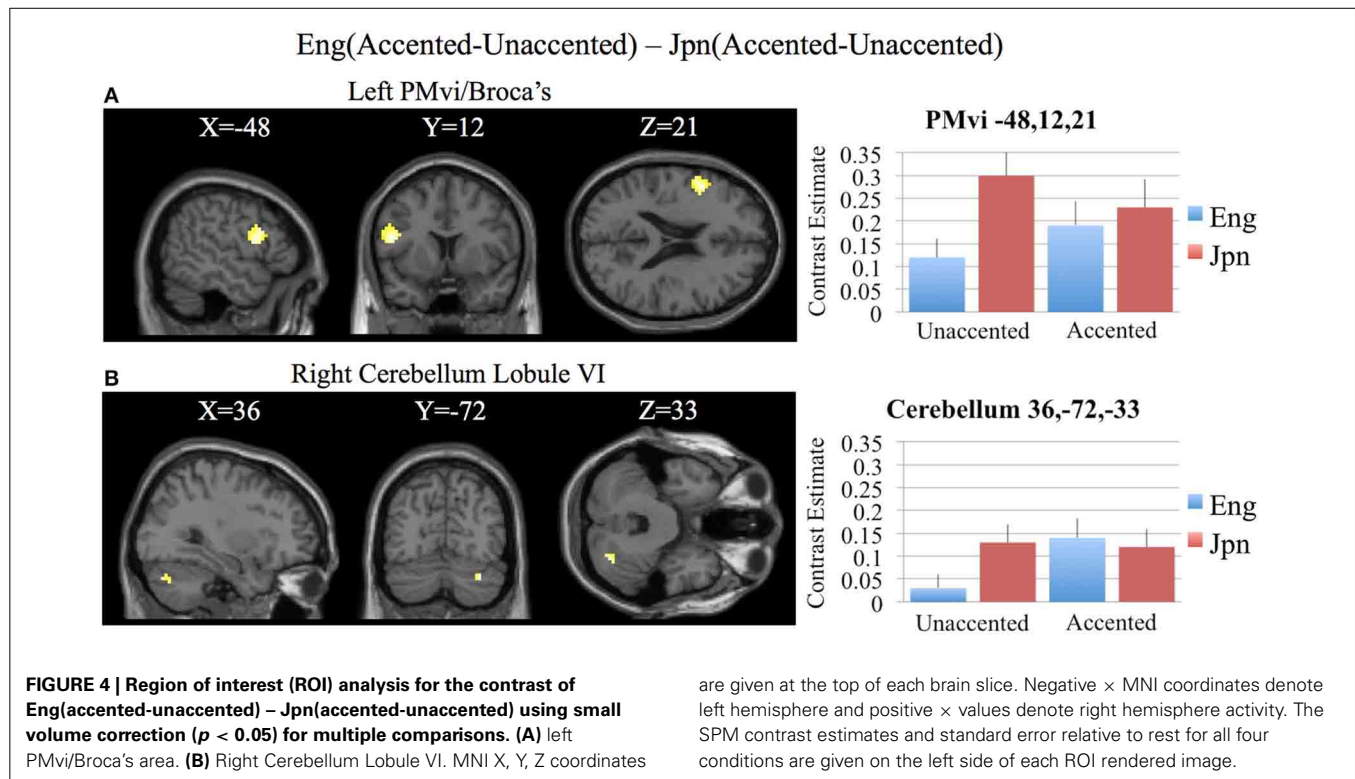 Eng(Accented-Unaccented) – Jpn(Accented-Unaccented)
A
Left PMvi/Broca's
X=-48 Y=12 Z=21
PMvi -48,12,21
Contrast Estimate
0.35
0.3
0.25
0.2
0.15
0.1
0.05
0
Unaccented Accented
Eng
Jpn
B
Right Cerebellum Lobule VI
X=36 Y=-72 Z=33
Cerebellum 36,-72,-33
Contrast Estimate
0.35
0.3
0.25
0.2
0.15
0.1
0.05
0
Unaccented Accented
Eng
Jpn
FIGURE 4 | Region of interest (ROI) analysis for the contrast of
Eng(accented-unaccented) – Jpn(accented-unaccented) using small
volume correction (p < 0.05) for multiple comparisons. (A) left
PMvi/Broca's area. (B) Right Cerebellum Lobule VI. MNI X, Y, Z coordinates
are given at the top of each brain slice. Negative × MNI coordinates denote
left hemisphere and positive × values denote right hemisphere activity. The
SPM contrast estimates and standard error relative to rest for all four
conditions are given on the left side of each ROI rendered image.